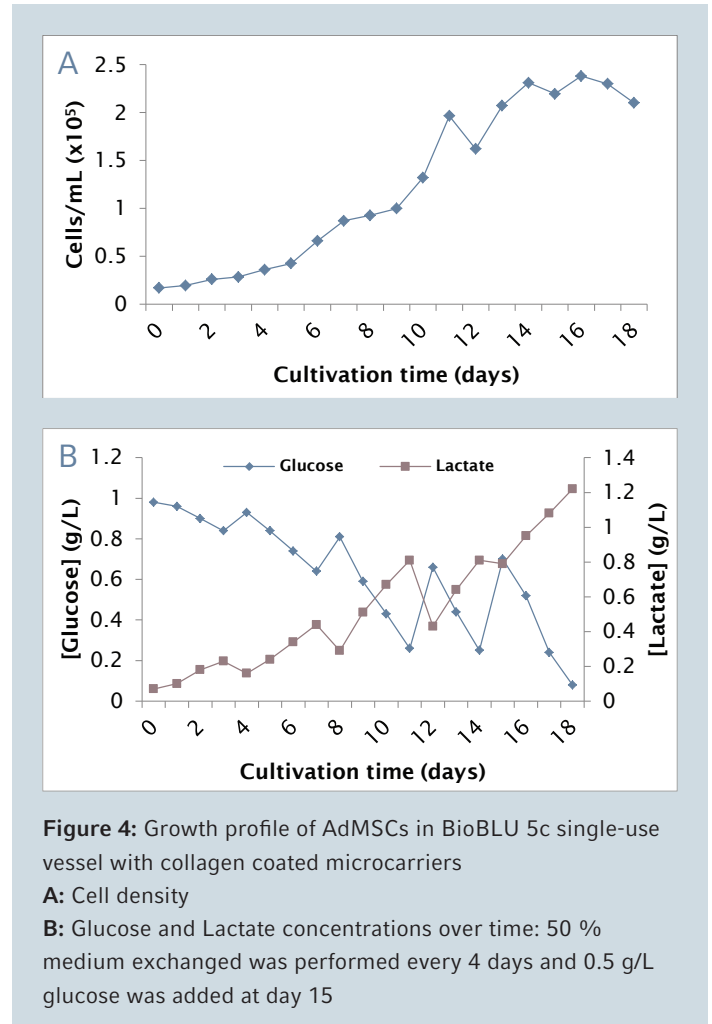 A
2.5
2
1.5
1
0.5
0
Cells/mL (x10⁵)
0 2 4 6 8 10 12 14 16 18
Cultivation time (days)
B
Glucose Lactate
1.2
1
0.8
0.6
0.4
0.2
0
[Glucose] (g/L)
1.4
1.2
1
0.8
0.6
0.4
0.2
0
[Lactate] (g/L)
0 2 4 6 8 10 12 14 16 18
Cultivation time (days)
Figure 4: Growth profile of AdMSCs in BioBLU 5c single-use
vessel with collagen coated microcarriers
A: Cell density
B: Glucose and Lactate concentrations over time: 50 %
medium exchanged was performed every 4 days and 0.5 g/L
glucose was added at day 15